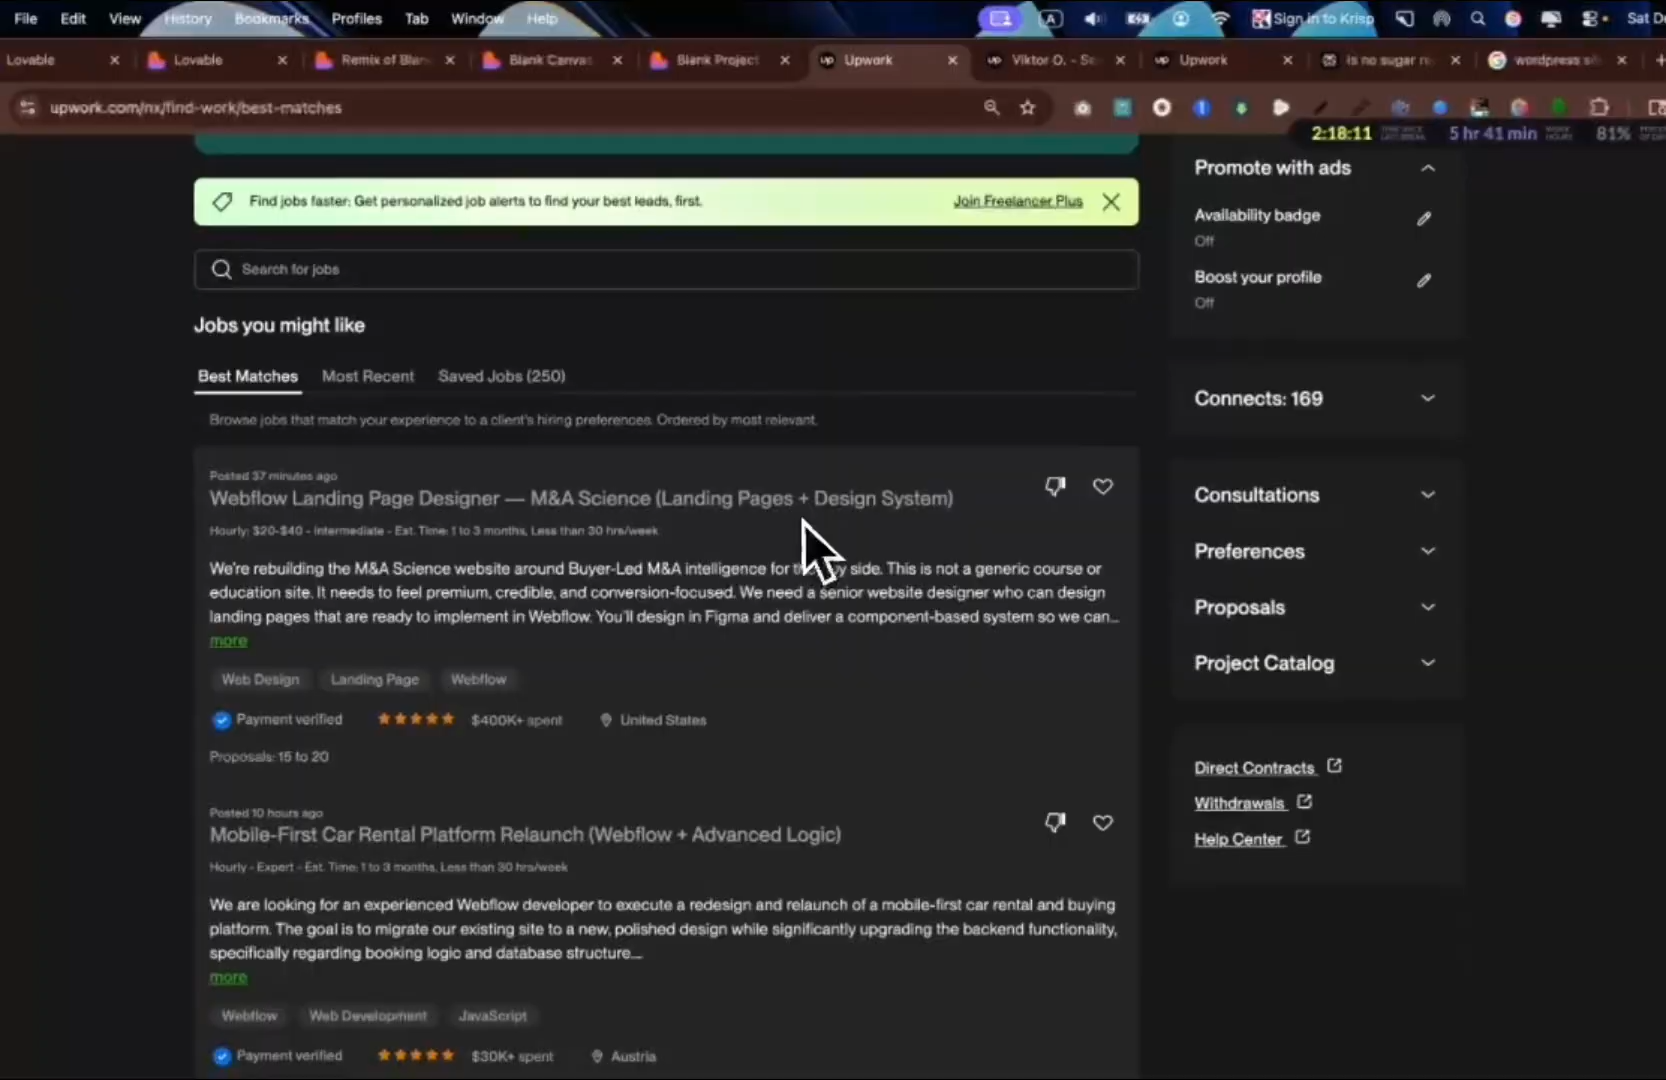 File Edit View History Bookmarks Profiles Tab Window Help Sign in to Krisp
Lovable Lovable Remix of Blan Blank Canvas Blank Project Upwork Viktor O. - Se Upwork is no sugar wordpress
upwork.com/nx/find-work/best-matches
2:18:11 5 hr 41 min 81%
Find jobs faster: Get personalized job alerts to find your best leads, first. Join Freelancer Plus
Search for jobs
Jobs you might like
Best Matches Most Recent Saved Jobs (250)
Browse jobs that match your experience to a client's hiring preferences. Ordered by most relevant.
Posted 37 minutes ago
Webflow Landing Page Designer — M&A Science (Landing Pages + Design System)
Hourly: $20-$40 - Intermediate - Est. Time: 1 to 3 months, Less than 30 hrs/week
We're rebuilding the M&A Science website around Buyer-Led M&A intelligence for side. This is not a generic course or
education site. It needs to feel premium, credible, and conversion-focused. We need a senior website designer who can design
landing pages that are ready to implement in Webflow. You'll design in Figma and deliver a component-based system so we can...
more
Web Design Landing Page Webflow
Payment verified $400K+ spent United States
Proposals: 15 to 20
Posted 10 hours ago
Mobile-First Car Rental Platform Relaunch (Webflow + Advanced Logic)
Hourly - Expert - Est. Time: 1 to 3 months, Less than 30 hrs/week
We are looking for an experienced Webflow developer to execute a redesign and relaunch of a mobile-first car rental and buying
platform. The goal is to migrate our existing site to a new, polished design while significantly upgrading the backend functionality,
specifically regarding booking logic and database structure...
more
Webflow Web Development JavaScript
Payment verified $30K+ spent Austria
Promote with ads
Availability badge
Off
Boost your profile
Off
Connects: 169
Consultations
Preferences
Proposals
Project Catalog
Direct Contracts
Withdrawals
Help Center